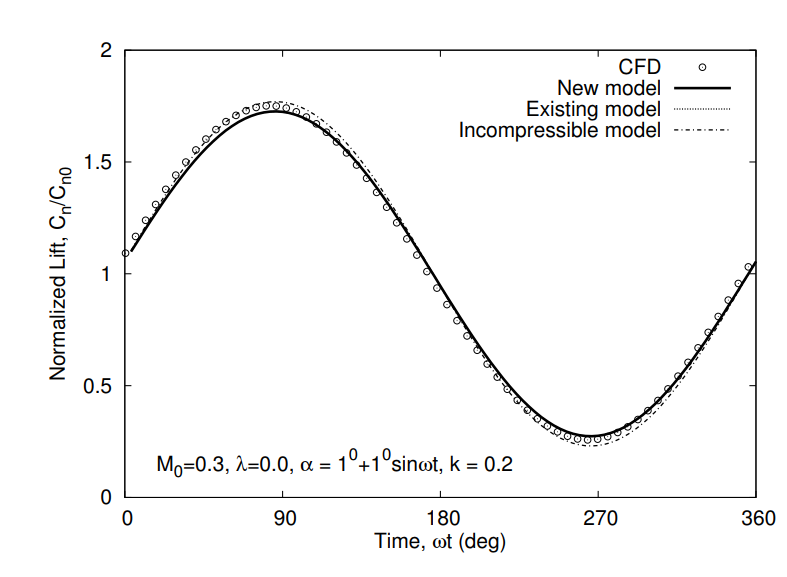 2
CFD
New model
Existing model
Incompressible model
1.5
Normalized Lift, Cn/Cn0
1
0.5
M0=0.3, λ=0.0, α = 1⁰+1⁰sinωt, k = 0.2
0
0 90 180 270 360
Time, ωt (deg)